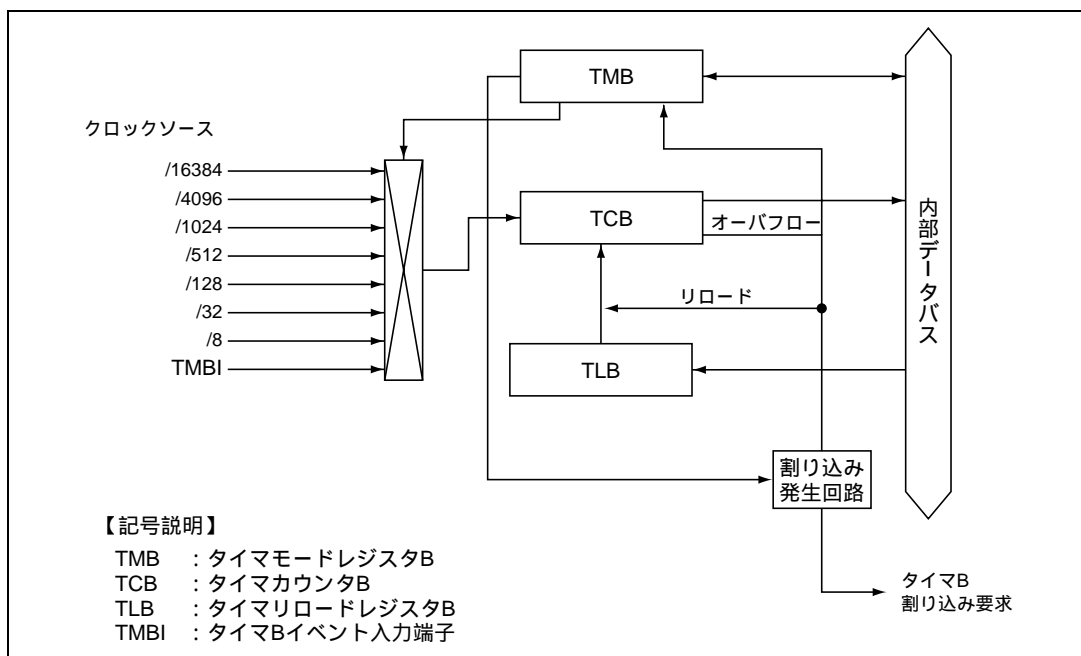 TMB
クロックソース
/16384
/4096
/1024
/512
/128
/32
/8
TMBI
TCB
オーバフロー
リロード
TLB
内部データバス
割り込み
発生回路
【記号説明】
TMB :タイマモードレジスタB
TCB :タイマカウンタB
TLB :タイマリロードレジスタB
TMBI :タイマBイベント入力端子
タイマB
割り込み要求